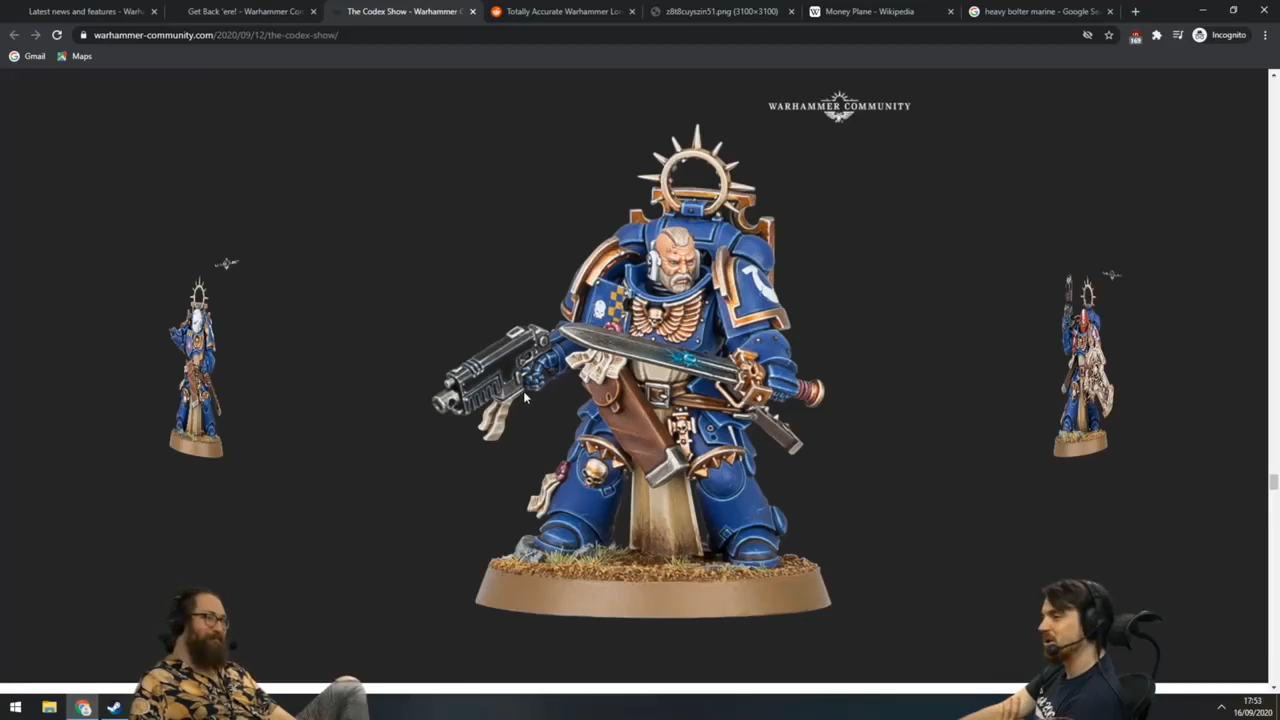 Latest news and features - Warh
Get Back 'ere! - Warhammer Co
The Codex Show - Warhammer C
Totally Accurate Warhammer Lor
z8t8cuyszin51.png (3100×3100)
Money Plane - Wikipedia
heavy bolter marine - Google Se
warhammer-community.com/2020/09/12/the-codex-show/
169
Incognito
Gmail
Maps
WARHAMMER COMMUNITY
17:53
16/09/2020